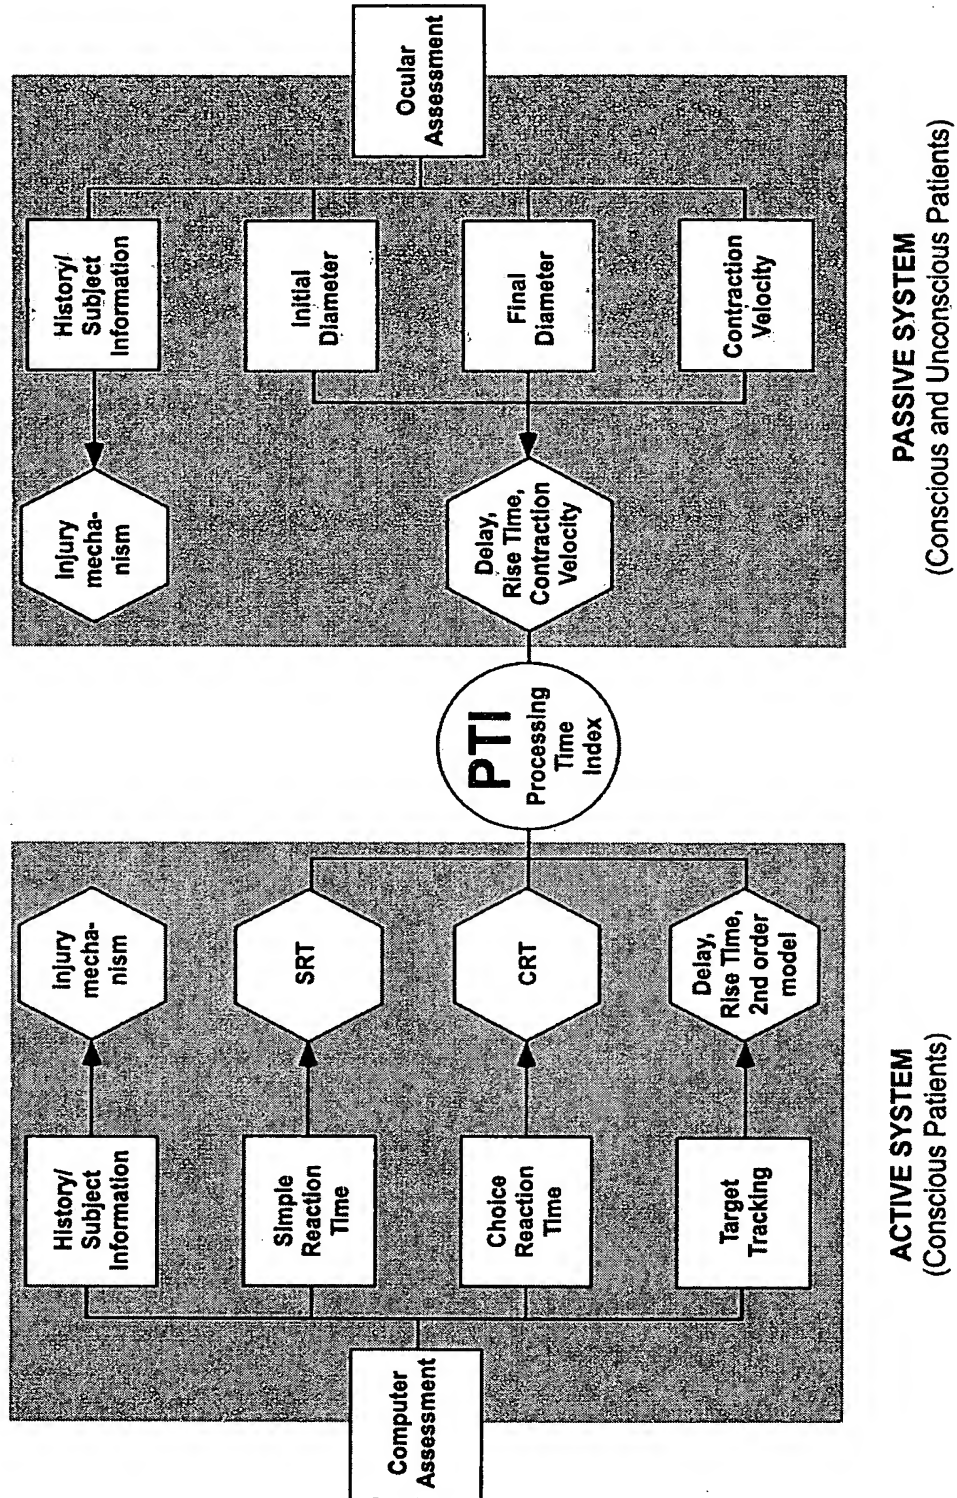 Computer
Assessment
History/
Subject
Information
Simple
Reaction
Time
Choice
Reaction
Time
Target
Tracking
Injury
mecha-
nism
SRT
CRT
Delay,
Rise Time,
2nd order
model
ACTIVE SYSTEM
(Conscious Patients)
PTI
Processing
Time
Index
Injury
mecha-
nism
Delay,
Rise Time,
Contraction
Velocity
History/
Subject
Information
Initial
Diameter
Final
Diameter
Contraction
Velocity
Ocular
Assessment
PASSIVE SYSTEM
(Conscious and Unconscious Patients)